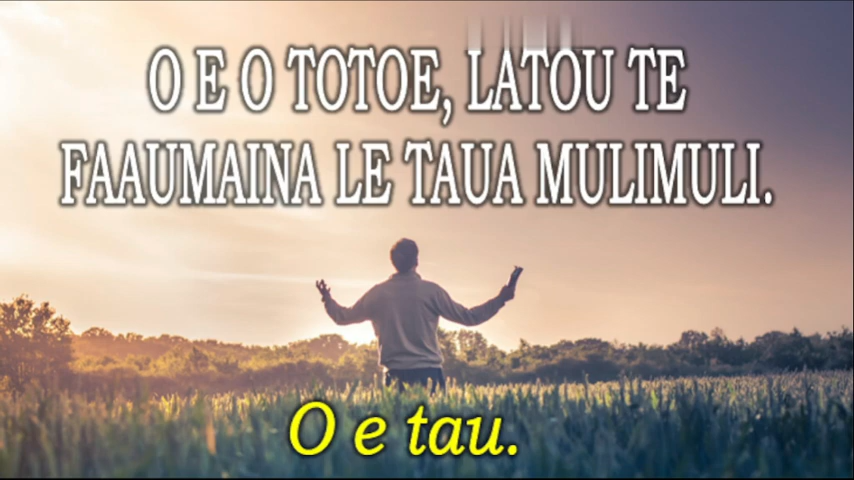 O E O TOTOE, LATOU TE
FAAUMAINA LE TAUA MULIMULI.
O e tau.